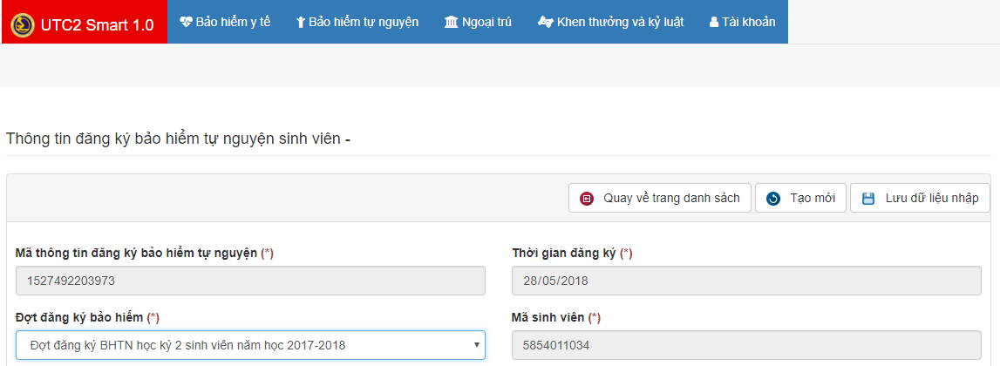 UTC2 Smart 1.0 Bảo hiểm y tế Bảo hiểm tự nguyện Ngoại trú Khen thưởng và kỷ luật Tài khoản
Thông tin đăng ký bảo hiểm tự nguyện sinh viên -
Quay về trang danh sách Tạo mới Lưu dữ liệu nhập
Mã thông tin đăng ký bảo hiểm tự nguyện (*) Thời gian đăng ký (*)
1527492203973 28/05/2018
Đợt đăng ký bảo hiểm (*) Mã sinh viên (*)
Đợt đăng ký BHTN học kỳ 2 sinh viên năm học 2017-2018 5854011034